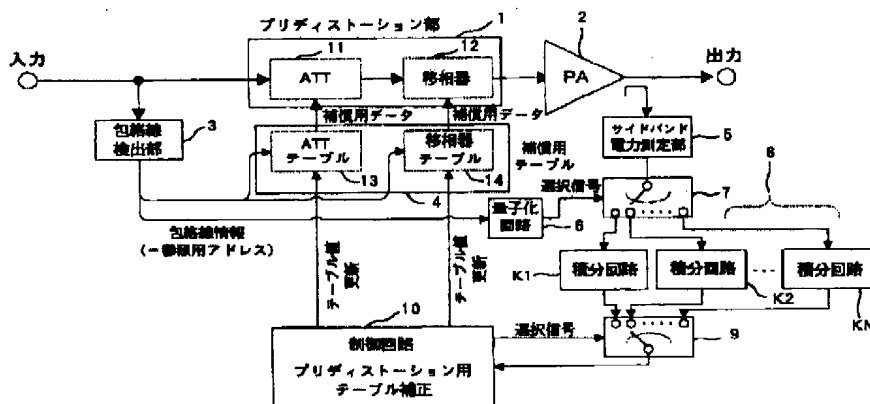 プリディストーション部
1
11
12
2
入力
ATT
移相器
PA
出力
補償用データ
補償用データ
包絡線
検出部
3
ATT
テーブル
13
移相器
テーブル
14
4
補償用
テーブル
サイドバンド
電力測定部
5
選択信号
7
8
量子化
回路
6
包絡線情報
テーブル値
更新
テーブル値
更新
K1
積分回路
積分回路
K2
積分回路
KN
10
制御回路
プリディストーション用
テーブル補正
選択信号
9